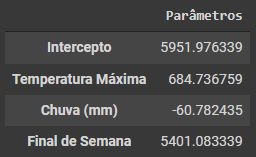 Parâmetros
Intercepto 5951.976339
Temperatura Máxima 684.736759
Chuva (mm) -60.782435
Final de Semana 5401.083339